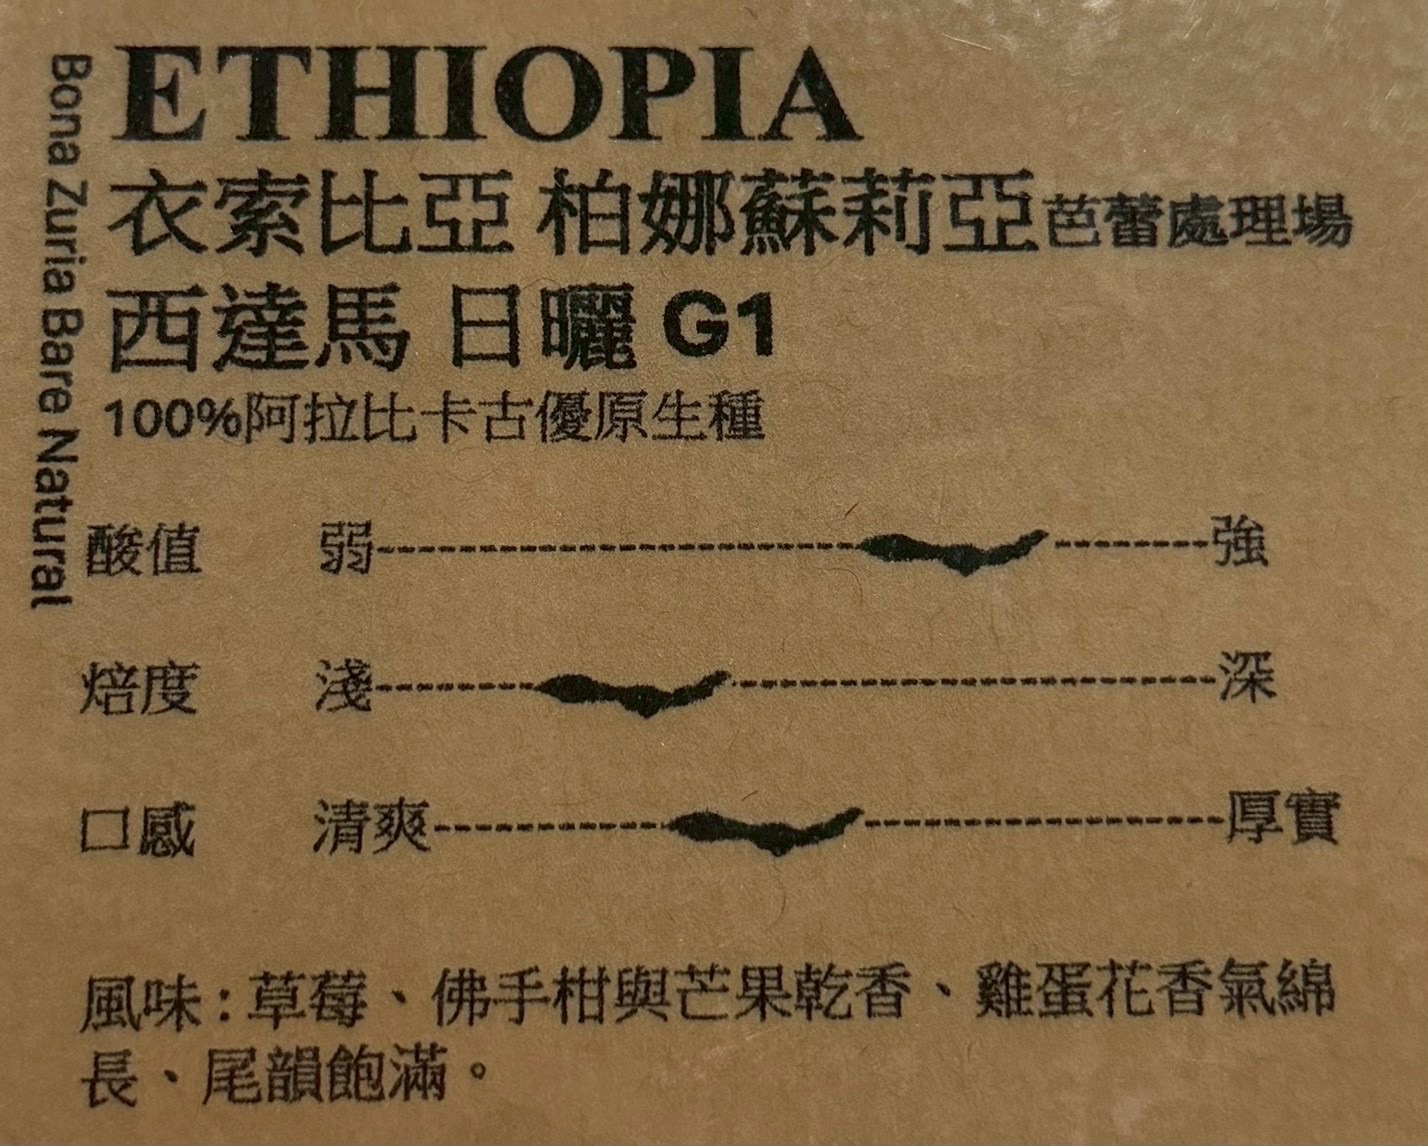 ETHIOPIA
Bona Zuria Bare Natural
衣索比亞 柏娜蘇莉亞芭蕾處理場
西達馬 日曬 G1
100%阿拉比卡古優原生種
酸值 弱----------強
焙度 淺----------深
口感 清爽----------厚實
風味:草莓、佛手柑與芒果乾香、雞蛋花香氣綿
長、尾韻飽滿。